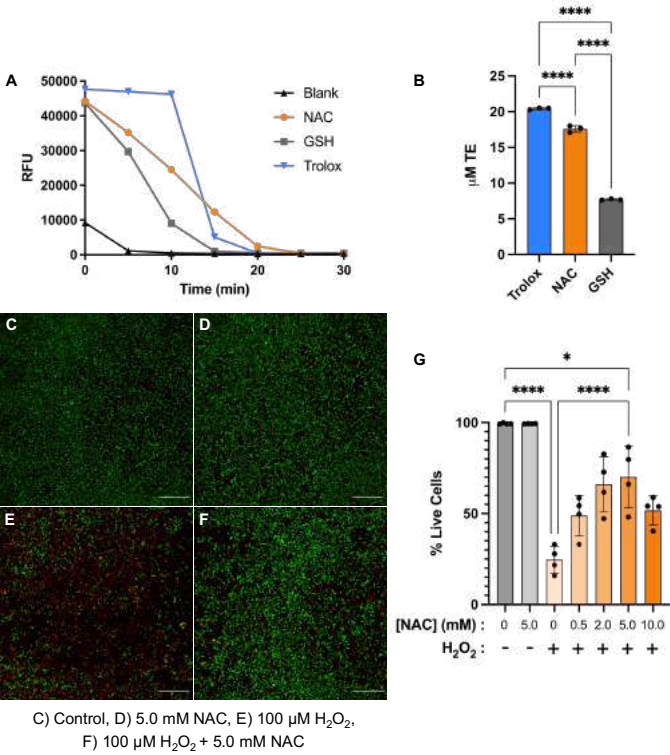 A
50000
40000
30000
20000
10000
0
RFU
0 10 20 30
Time (min)
Blank
NAC
GSH
Trolox
B
****
****
****
25
20
15
10
5
0
μM TE
Trolox
NAC
GSH
C
D
E
F
G
*
**** ****
100
50
0
% Live Cells
[NAC] (mM) : 0 5.0 0 0.5 2.0 5.0 10.0
H₂O₂ : - - + + + + +
C) Control, D) 5.0 mM NAC, E) 100 μM H₂O₂,
F) 100 μM H₂O₂ + 5.0 mM NAC